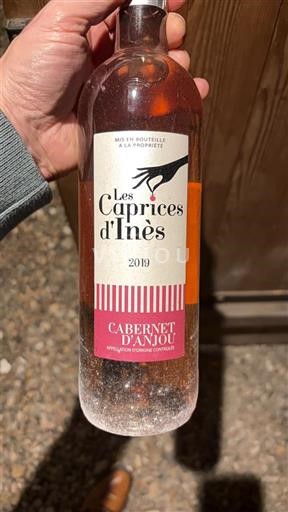 MIS EN BOUTEILLE
A LA PROPRIÉTÉ
Les
Caprices
d'Inès
2019
CABERNET
D'ANJOU
APPELLATION D'ORIGINE CONTRÔLÉE